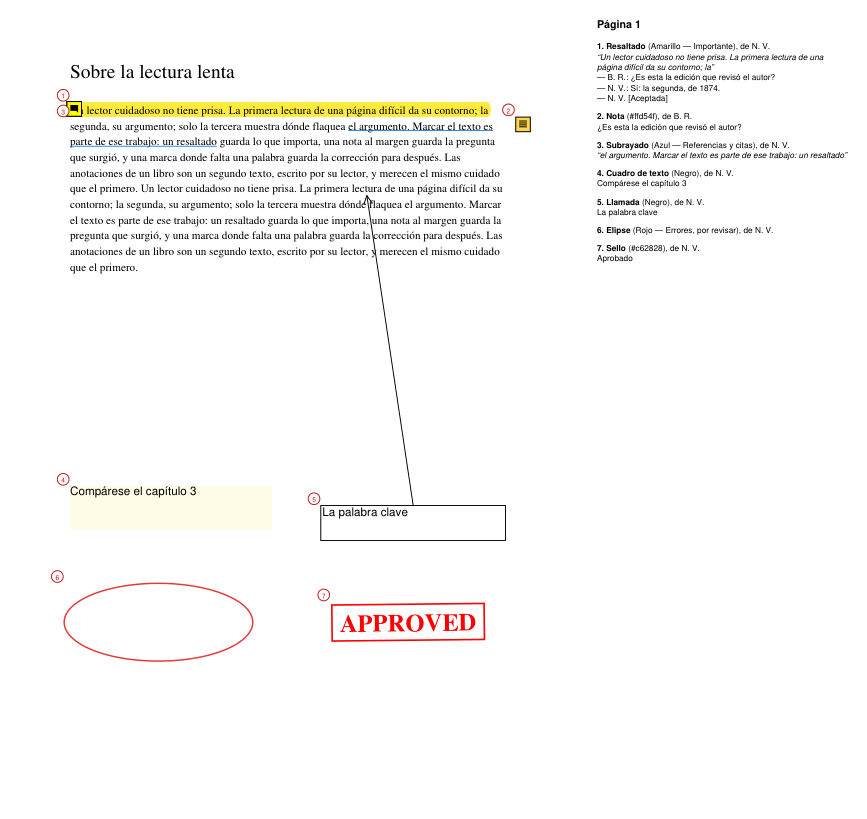 Sobre la lectura lenta
1
3
2
lector cuidadoso no tiene prisa. La primera lectura de una página difícil da su contorno; la
segunda, su argumento; solo la tercera muestra dónde flaquea el argumento. Marcar el texto es
parte de ese trabajo: un resaltado guarda lo que importa, una nota al margen guarda la pregunta
que surgió, y una marca donde falta una palabra guarda la corrección para después. Las
anotaciones de un libro son un segundo texto, escrito por su lector, y merecen el mismo cuidado
que el primero. Un lector cuidadoso no tiene prisa. La primera lectura de una página difícil da su
contorno; la segunda, su argumento; solo la tercera muestra dónde flaquea el argumento. Marcar
el texto es parte de ese trabajo: un resaltado guarda lo que importa, una nota al margen guarda la
pregunta que surgió, y una marca donde falta una palabra guarda la corrección para después. Las
anotaciones de un libro son un segundo texto, escrito por su lector, y merecen el mismo cuidado
que el primero.
4
Compárese el capítulo 3
5
La palabra clave
6
7
APPROVED
Página 1
1. Resaltado (Amarillo — Importante), de N. V.
“Un lector cuidadoso no tiene prisa. La primera lectura de una
página difícil da su contorno; la”
— B. R.: ¿Es esta la edición que revisó el autor?
— N. V.: Sí: la segunda, de 1874.
— N. V. [Aceptada]
2. Nota (#ffd54f), de B. R.
¿Es esta la edición que revisó el autor?
3. Subrayado (Azul — Referencias y citas), de N. V.
“el argumento. Marcar el texto es parte de ese trabajo: un resaltado”
4. Cuadro de texto (Negro), de N. V.
Compárese el capítulo 3
5. Llamada (Negro), de N. V.
La palabra clave
6. Elipse (Rojo — Errores, por revisar), de N. V.
7. Sello (#c62828), de N. V.
Aprobado